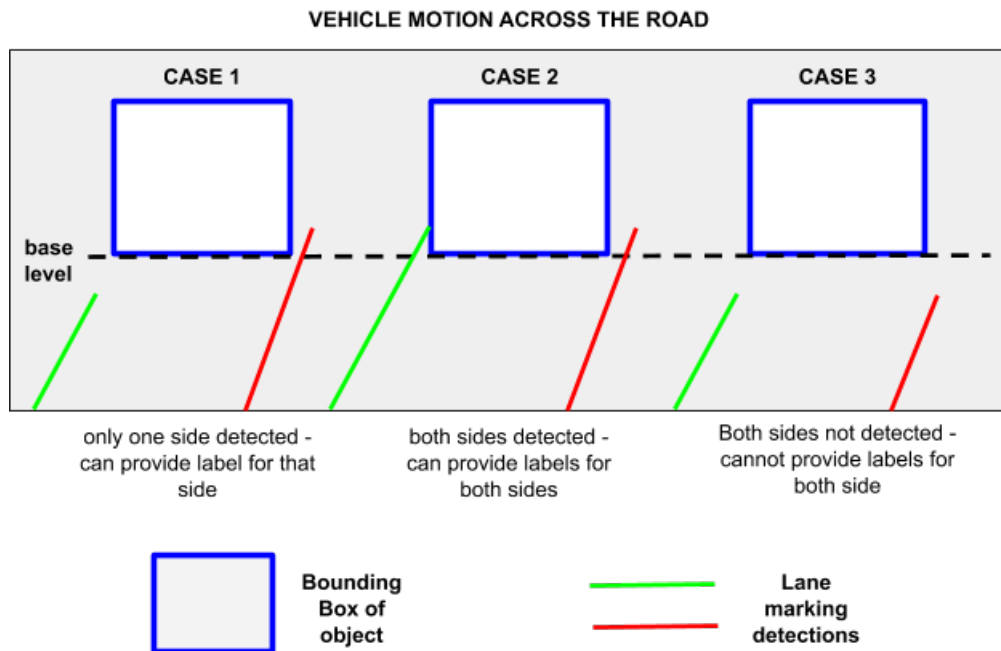 VEHICLE MOTION ACROSS THE ROAD
CASE 1
CASE 2
CASE 3
base
level
only one side detected -
can provide label for that
side
both sides detected -
can provide labels for
both sides
Both sides not detected -
cannot provide labels for
both side
Bounding
Box of
object
Lane
marking
detections